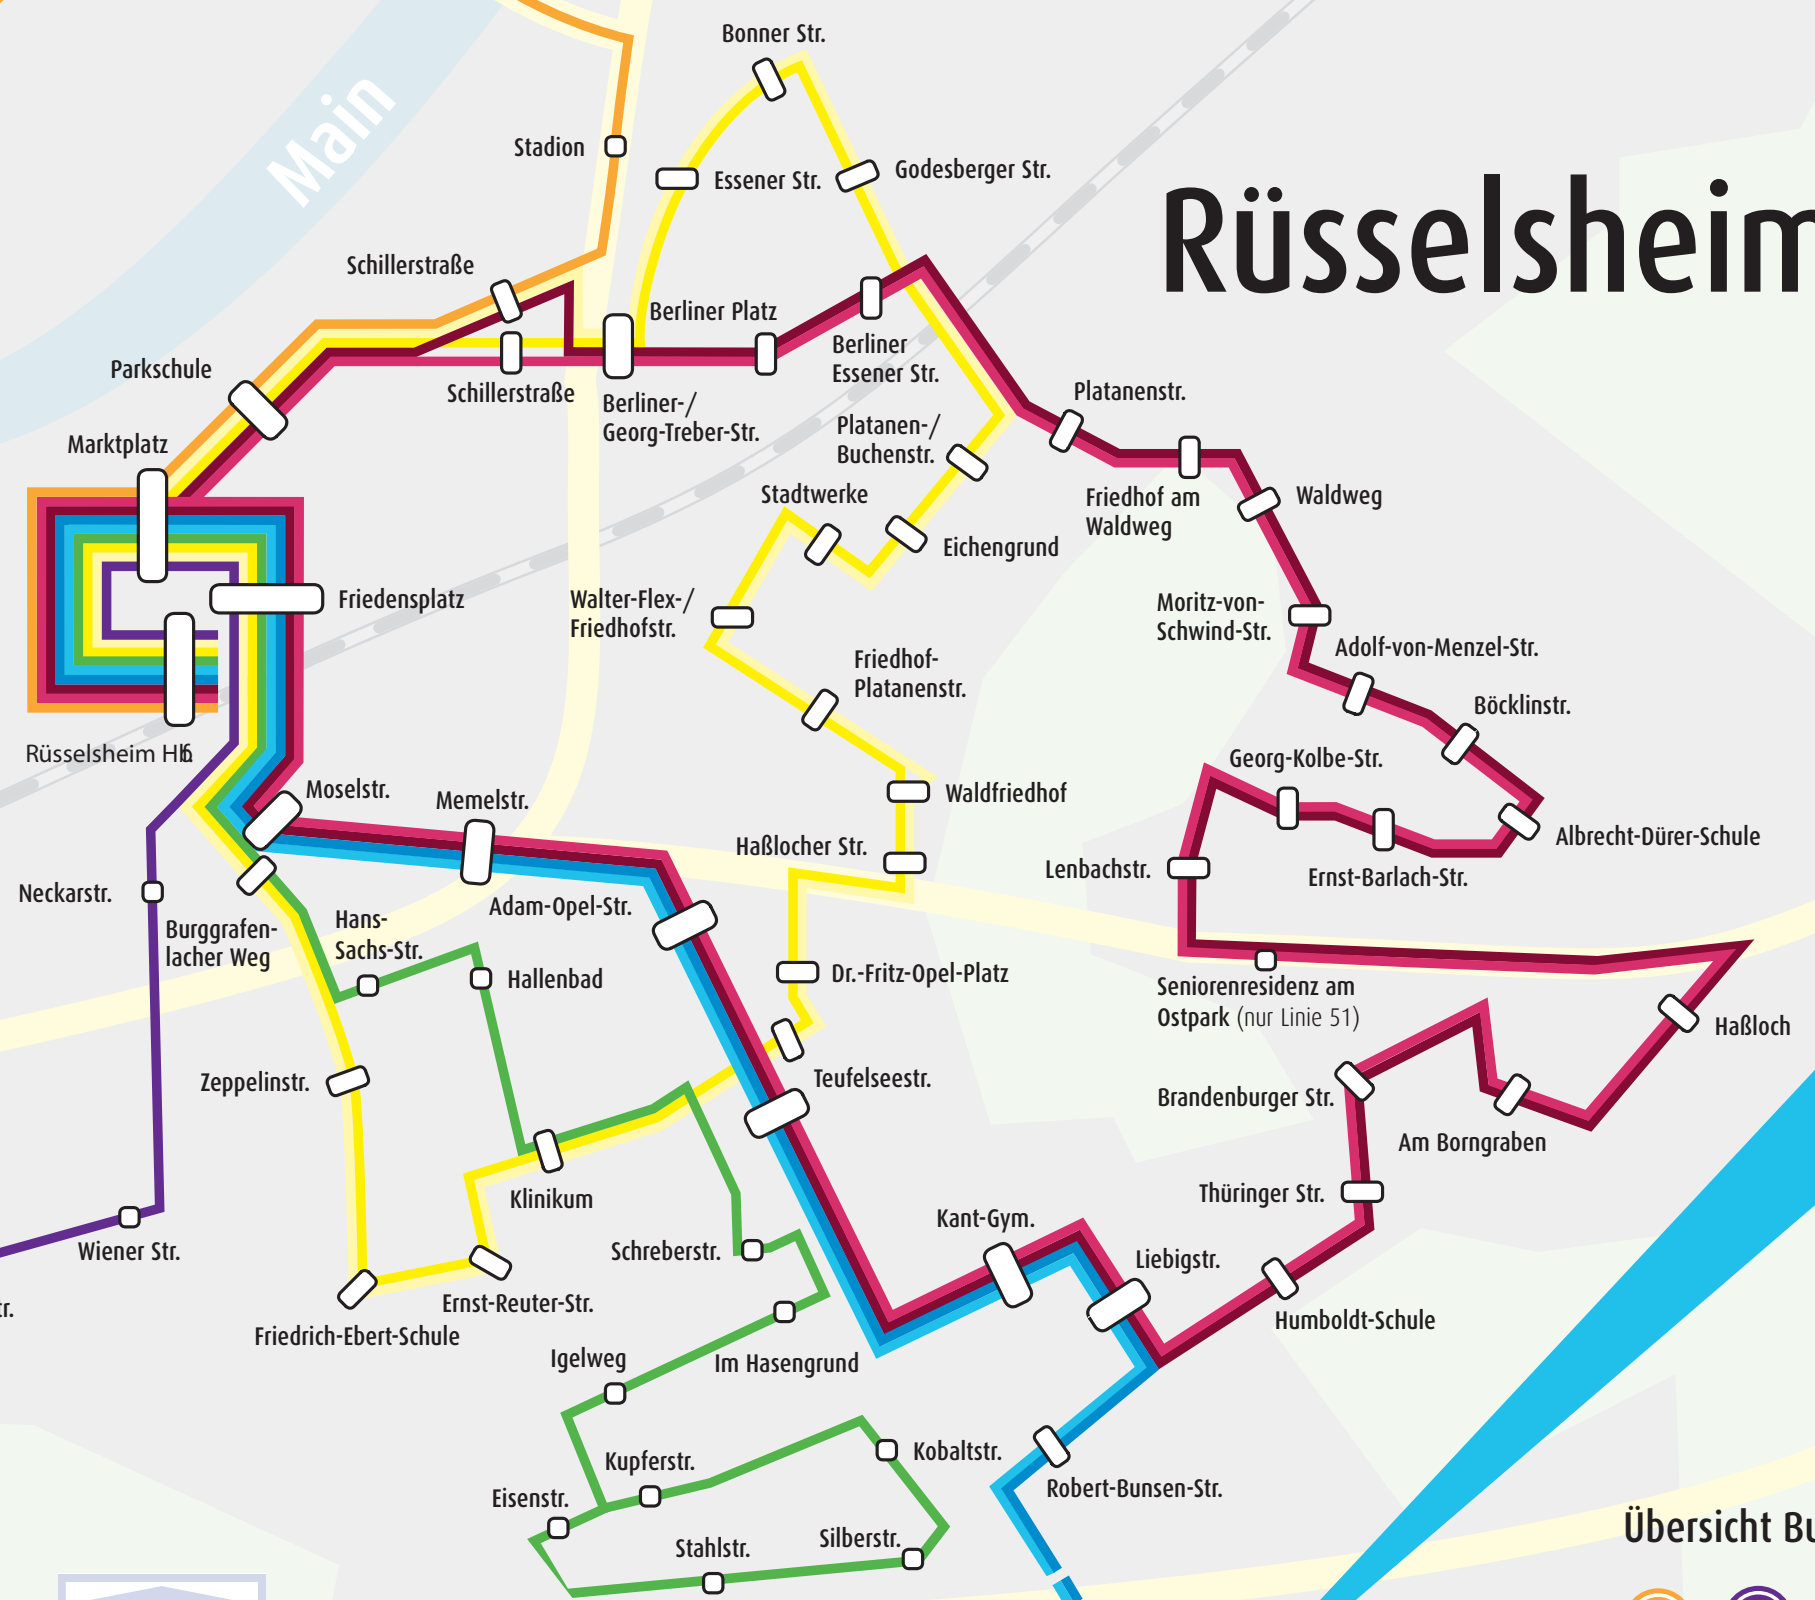 Bonner Str.
Main
Stadion
Essener Str.
Godesberger Str.
Rüsselsheim
Schillerstraße
Berliner Platz
Parkschule
Schillerstraße
Berliner
Essener Str.
Berliner-/
Georg-Treber-Str.
Platanenstr.
Marktplatz
Platanen-/
Buchenstr.
Stadtwerke
Friedhof am
Waldweg
Waldweg
Eichengrund
Friedensplatz
Walter-Flex-/
Friedhofstr.
Moritz-von-
Schwind-Str.
Adolf-von-Menzel-Str.
Friedhof-
Platanenstr.
Böcklinstr.
Rüsselsheim Hbf.
Georg-Kolbe-Str.
Moselstr.
Memelstr.
Waldfriedhof
Haßlocher Str.
Albrecht-Dürer-Schule
Lenbachstr.
Ernst-Barlach-Str.
Neckarstr.
Adam-Opel-Str.
Burggrafen-
lacher Weg
Hans-
Sachs-Str.
Hallenbad
Dr.-Fritz-Opel-Platz
Seniorenresidenz am
Ostpark (nur Linie 51)
Haßloch
Zeppelinstr.
Teufelseestr.
Brandenburger Str.
Am Borngraben
Klinikum
Thüringer Str.
Kant-Gym.
Wiener Str.
Schreberstr.
Liebigstr.
Ernst-Reuter-Str.
Humboldt-Schule
Friedrich-Ebert-Schule
Igelweg
Im Hasengrund
Kupferstr.
Kobaltstr.
Eisenstr.
Robert-Bunsen-Str.
Stahlstr.
Silberstr.
Übersicht Bu